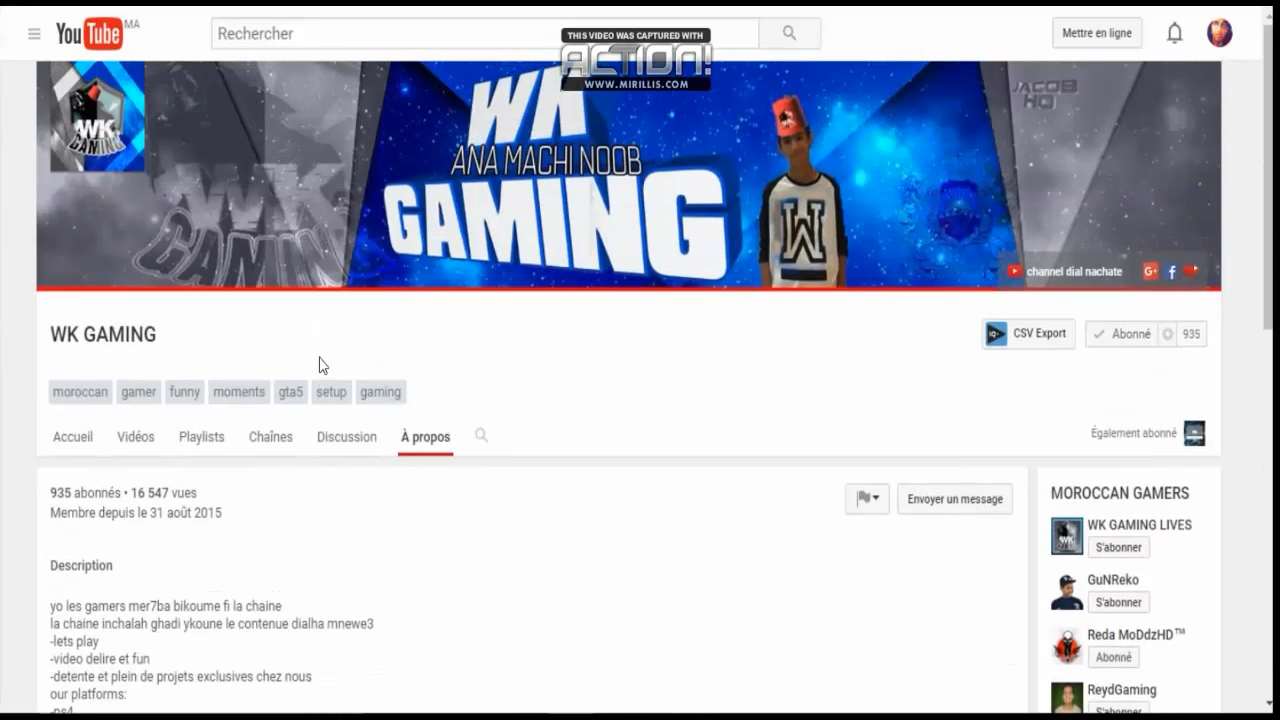 You Tube MA
Rechercher
THIS VIDEO WAS CAPTURED WITH
ACTION!
WWW.MIRILLIS.COM
Mettre en ligne
WK
GAMING
WK
ANA MACHI NOOB
GAMING
WK
GAMING
W
JACOB
HQ
channel dial nachate
WK GAMING
CSV Export
Abonné 935
moroccan gamer funny moments gta5 setup gaming
Accueil Vidéos Playlists Chaînes Discussion À propos
Également abonné
935 abonnés • 16 547 vues
Membre depuis le 31 août 2015
Envoyer un message
Description
yo les gamers mer7ba bikoume fi la chaine
la chaine inchalah ghadi ykoune le contenue dialha mnewe3
-lets play
-video delire et fun
-detente et plein de projets exclusives chez nous
our platforms:
-ps4
MOROCCAN GAMERS
WK GAMING LIVES
S'abonner
GuNReko
S'abonner
Reda MoDdzHD™
Abonné
ReydGaming
S'abonner